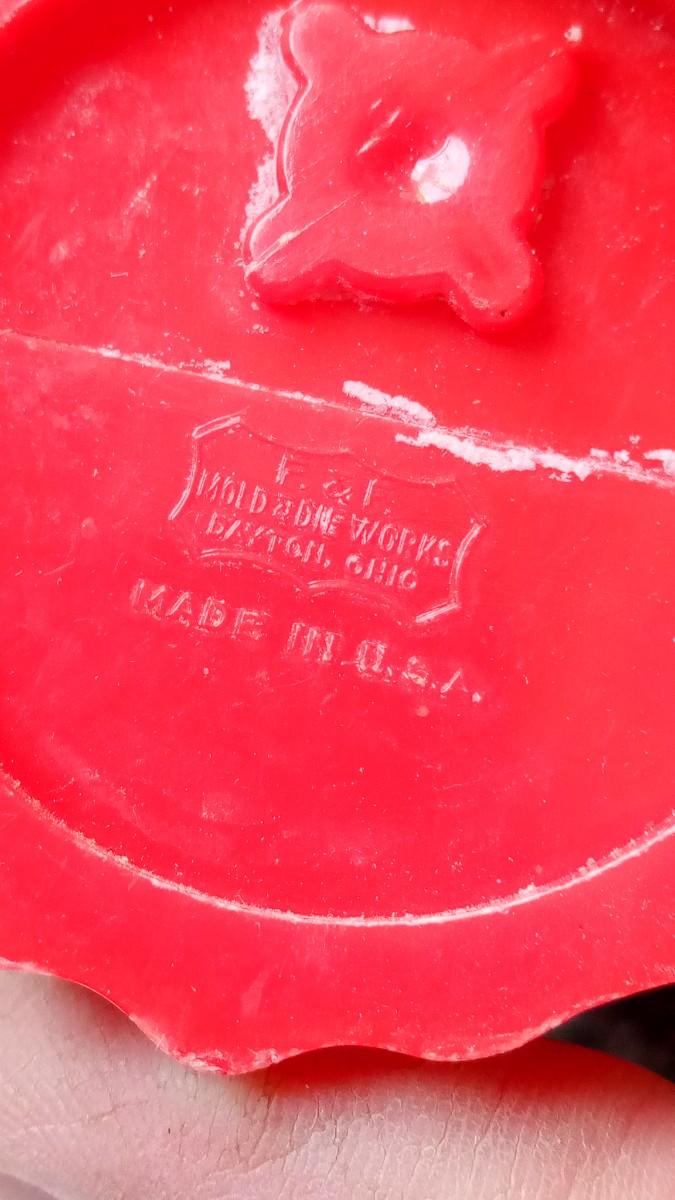 F. & F.
MOLD & DIE WORKS
DAYTON, OHIO
MADE IN U.S.A.